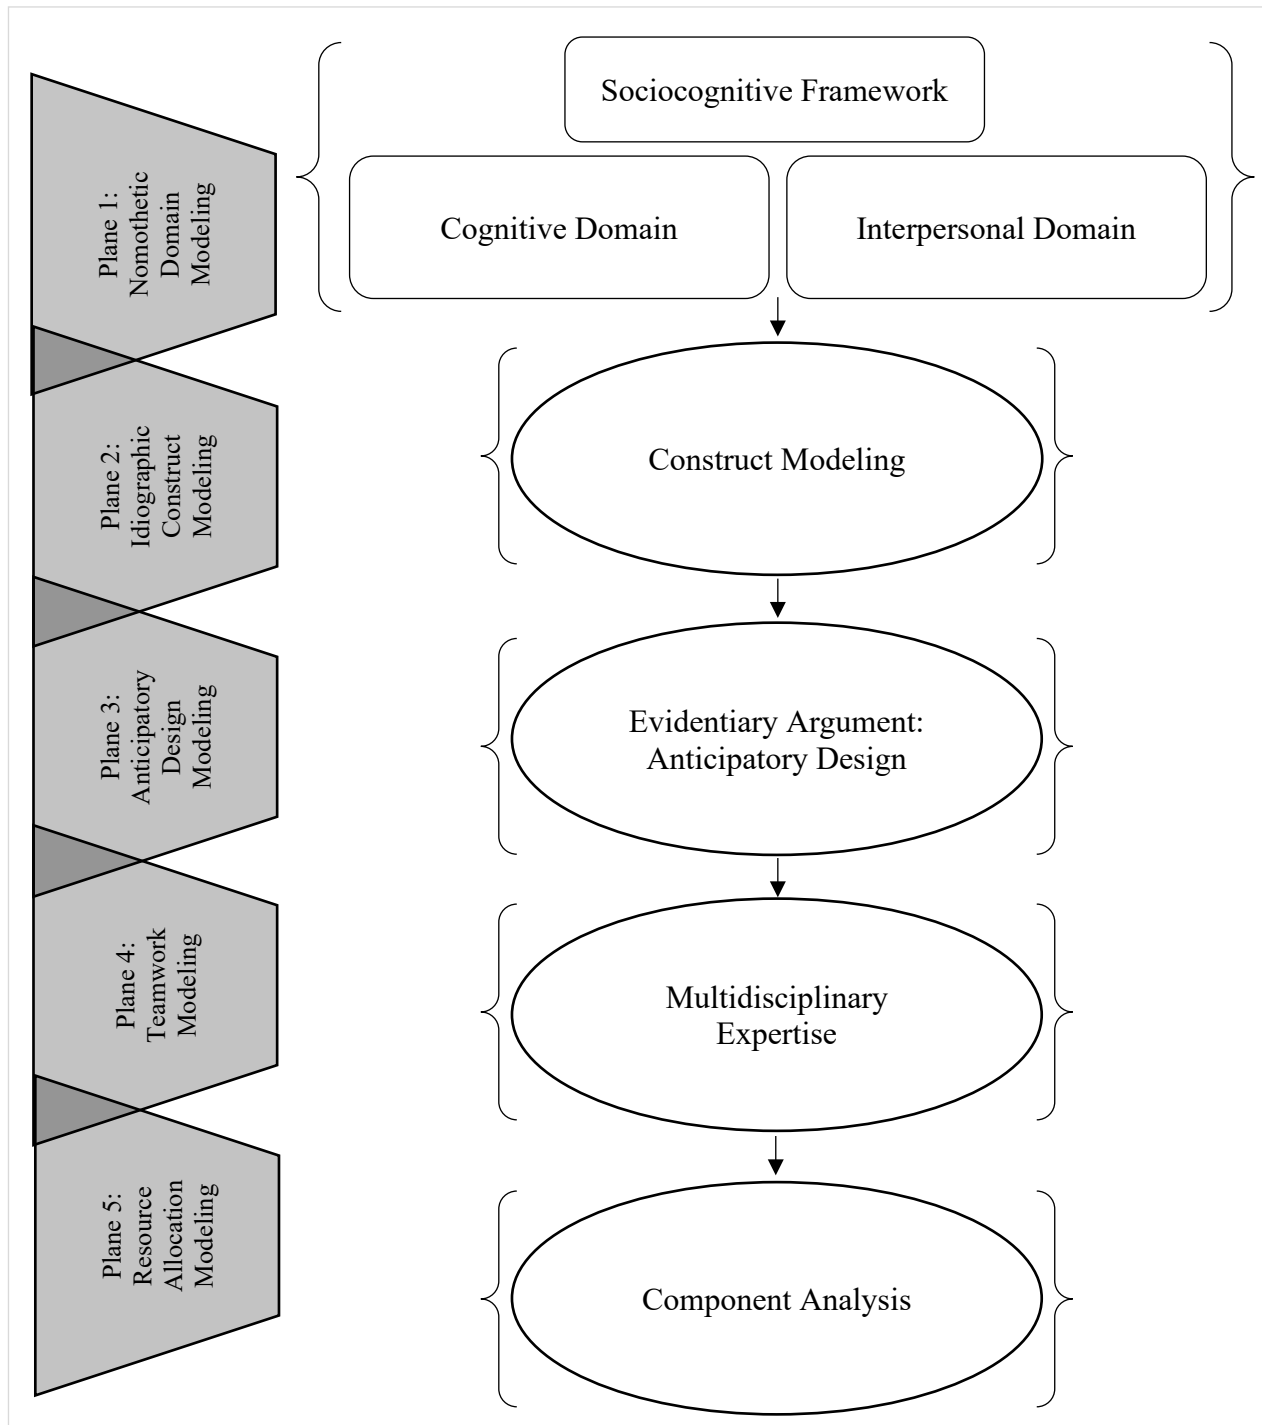 Sociocognitive Framework
Cognitive Domain
Interpersonal Domain
Plane 1:
Nomothetic
Domain
Modeling
Construct Modeling
Plane 2:
Idiographic
Construct
Modeling
Evidentiary Argument:
Anticipatory Design
Plane 3:
Anticipatory
Design
Modeling
Multidisciplinary
Expertise
Plane 4:
Teamwork
Modeling
Component Analysis
Plane 5:
Resource
Allocation
Modeling